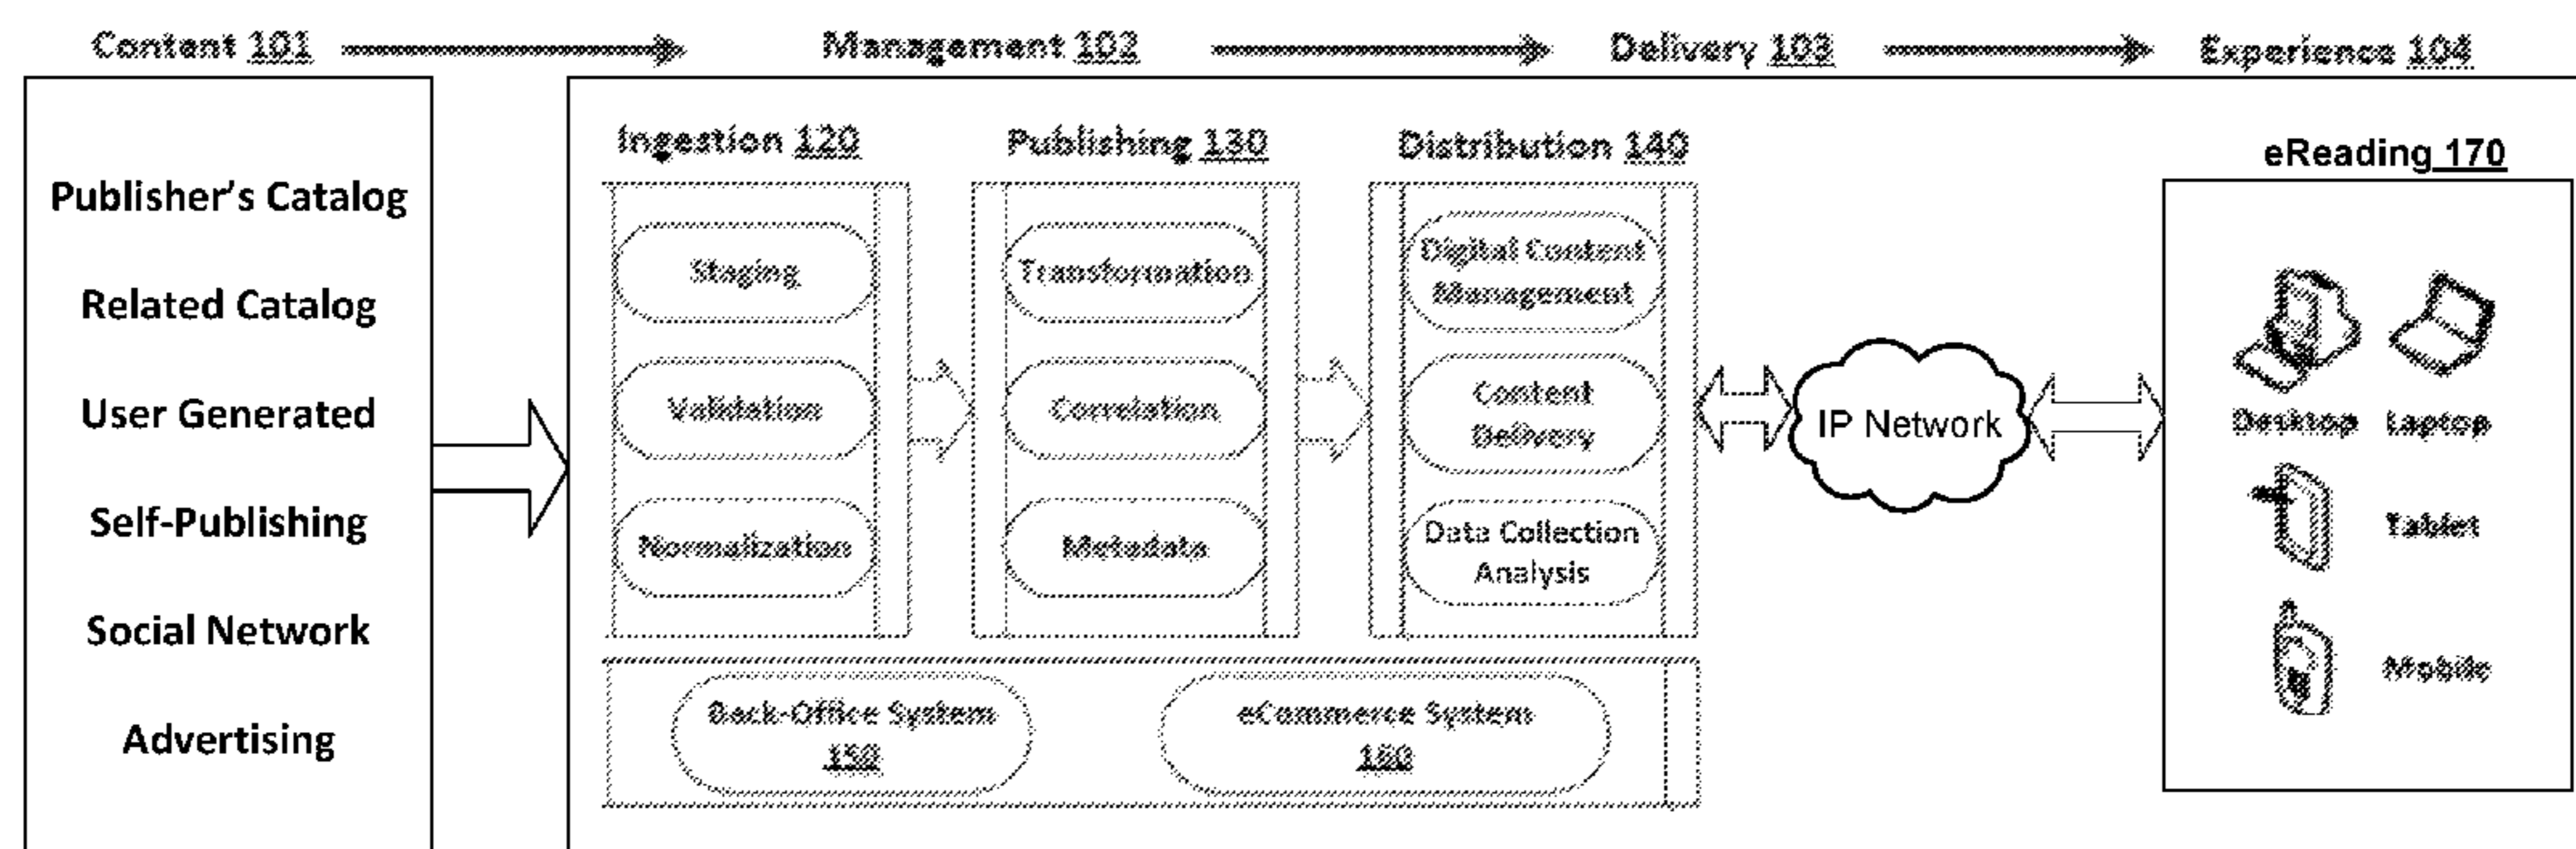 Content 101
Management 102
Delivery 103
Experience 104
Publisher's Catalog
Related Catalog
User Generated
Self-Publishing
Social Network
Advertising
Ingestion 120
Staging
Validation
Normalization
Publishing 130
Transformation
Correlation
Metadata
Distribution 140
Digital Content
Management
Content
Delivery
Data Collection
Analysis
Back-Office System
150
eCommerce System
160
IP Network
eReading 170
Desktop
Laptop
Tablet
Mobile